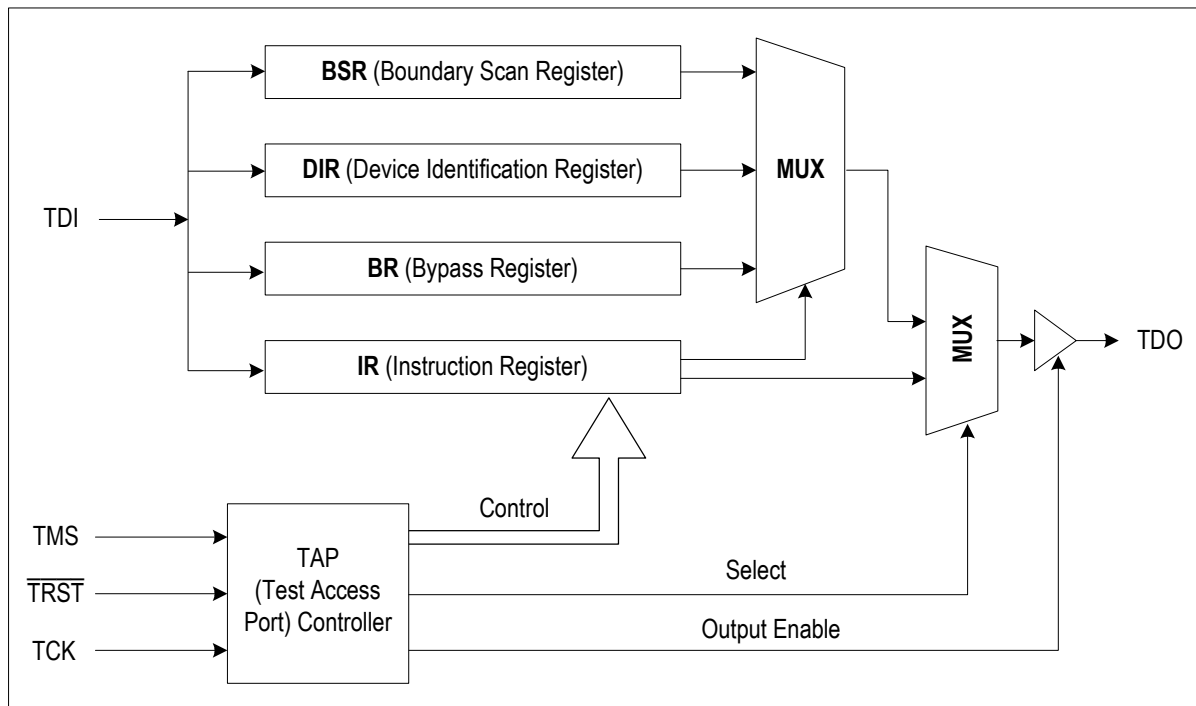 BSR (Boundary Scan Register)
DIR (Device Identification Register)
MUX
TDI
BR (Bypass Register)
MUX
TDO
IR (Instruction Register)
Control
TMS
TAP
(Test Access
Port) Controller
TRST
Select
TCK
Output Enable